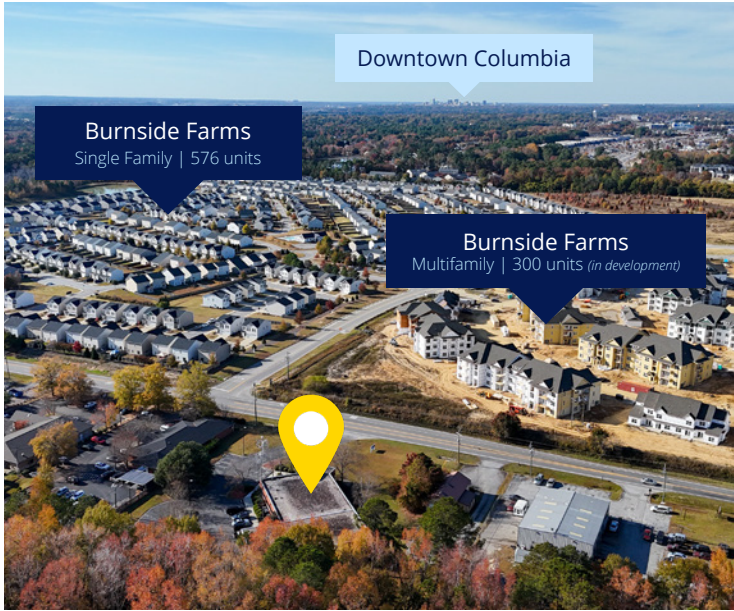 Downtown Columbia
Burnside Farms
Single Family | 576 units
Burnside Farms
Multifamily | 300 units (in development)